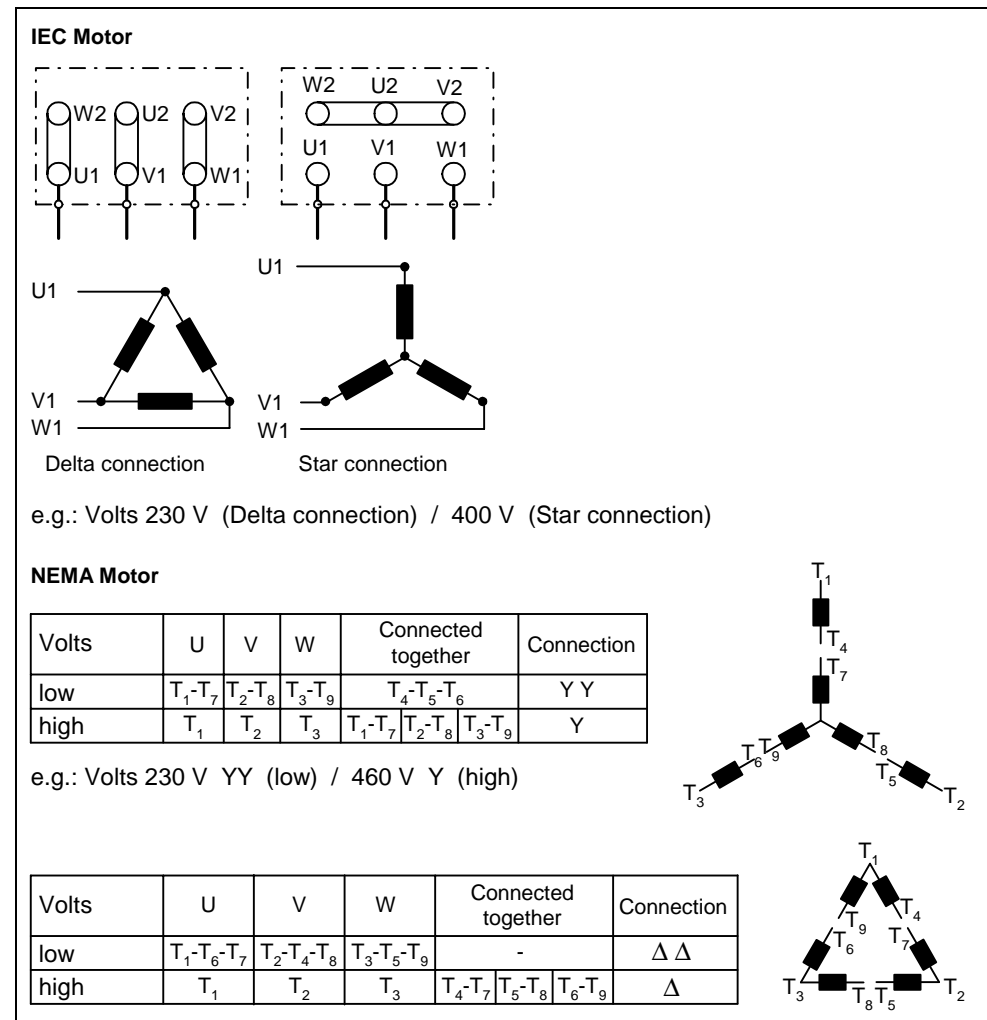 IEC Motor
W2 U2 V2
U1 V1 W1
W2 U2 V2
U1 V1 W1
U1
V1
W1
Delta connection
U1
V1
W1
Star connection
e.g.: Volts 230 V (Delta connection) / 400 V (Star connection)
NEMA Motor
Volts U V W Connected together Connection
low T1-T7 T2-T8 T3-T9 T4-T5-T6 Y Y
high T1 T2 T3 T1-T7 T2-T8 T3-T9 Y
e.g.: Volts 230 V YY (low) / 460 V Y (high)
T1
T4
T7
T6 T9 T8
T5
T3 T2
Volts U V W Connected together Connection
low T1-T6-T7 T2-T4-T8 T3-T5-T9 - Δ Δ
high T1 T2 T3 T4-T7 T5-T8 T6-T9 Δ
T1
T9 T4
T6 T7
T3 T8 T5 T2